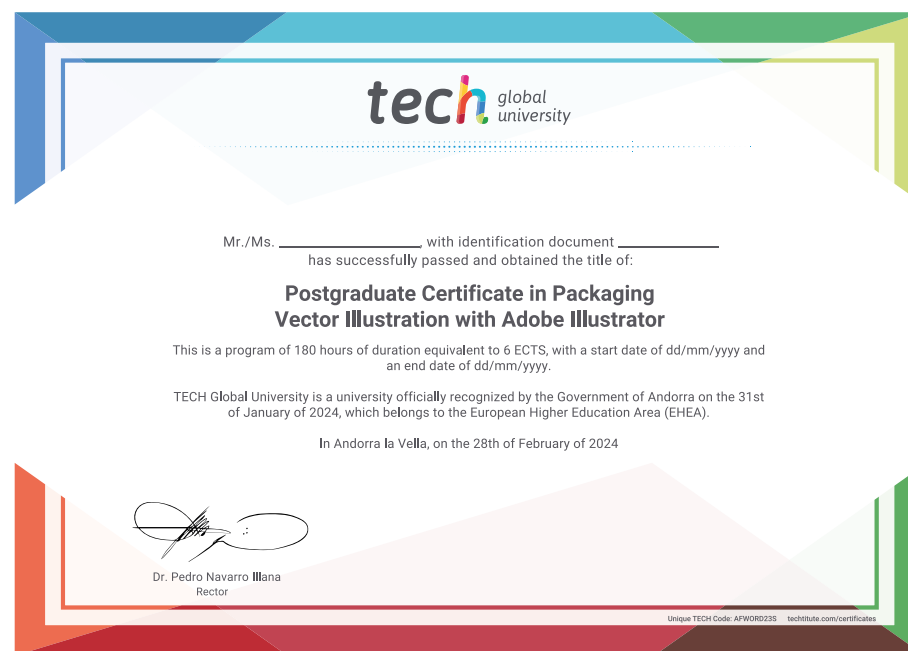 tech global university
Mr./Ms. ____________, with identification document ____________
has successfully passed and obtained the title of:
Postgraduate Certificate in Packaging
Vector Illustration with Adobe Illustrator
This is a program of 180 hours of duration equivalent to 6 ECTS, with a start date of dd/mm/yyyy and
an end date of dd/mm/yyyy.
TECH Global University is a university officially recognized by the Government of Andorra on the 31st
of January of 2024, which belongs to the European Higher Education Area (EHEA).
In Andorra la Vella, on the 28th of February of 2024
Dr. Pedro Navarro Illana
Rector
Unique TECH Code: AFWORD23S techtitute.com/certificates